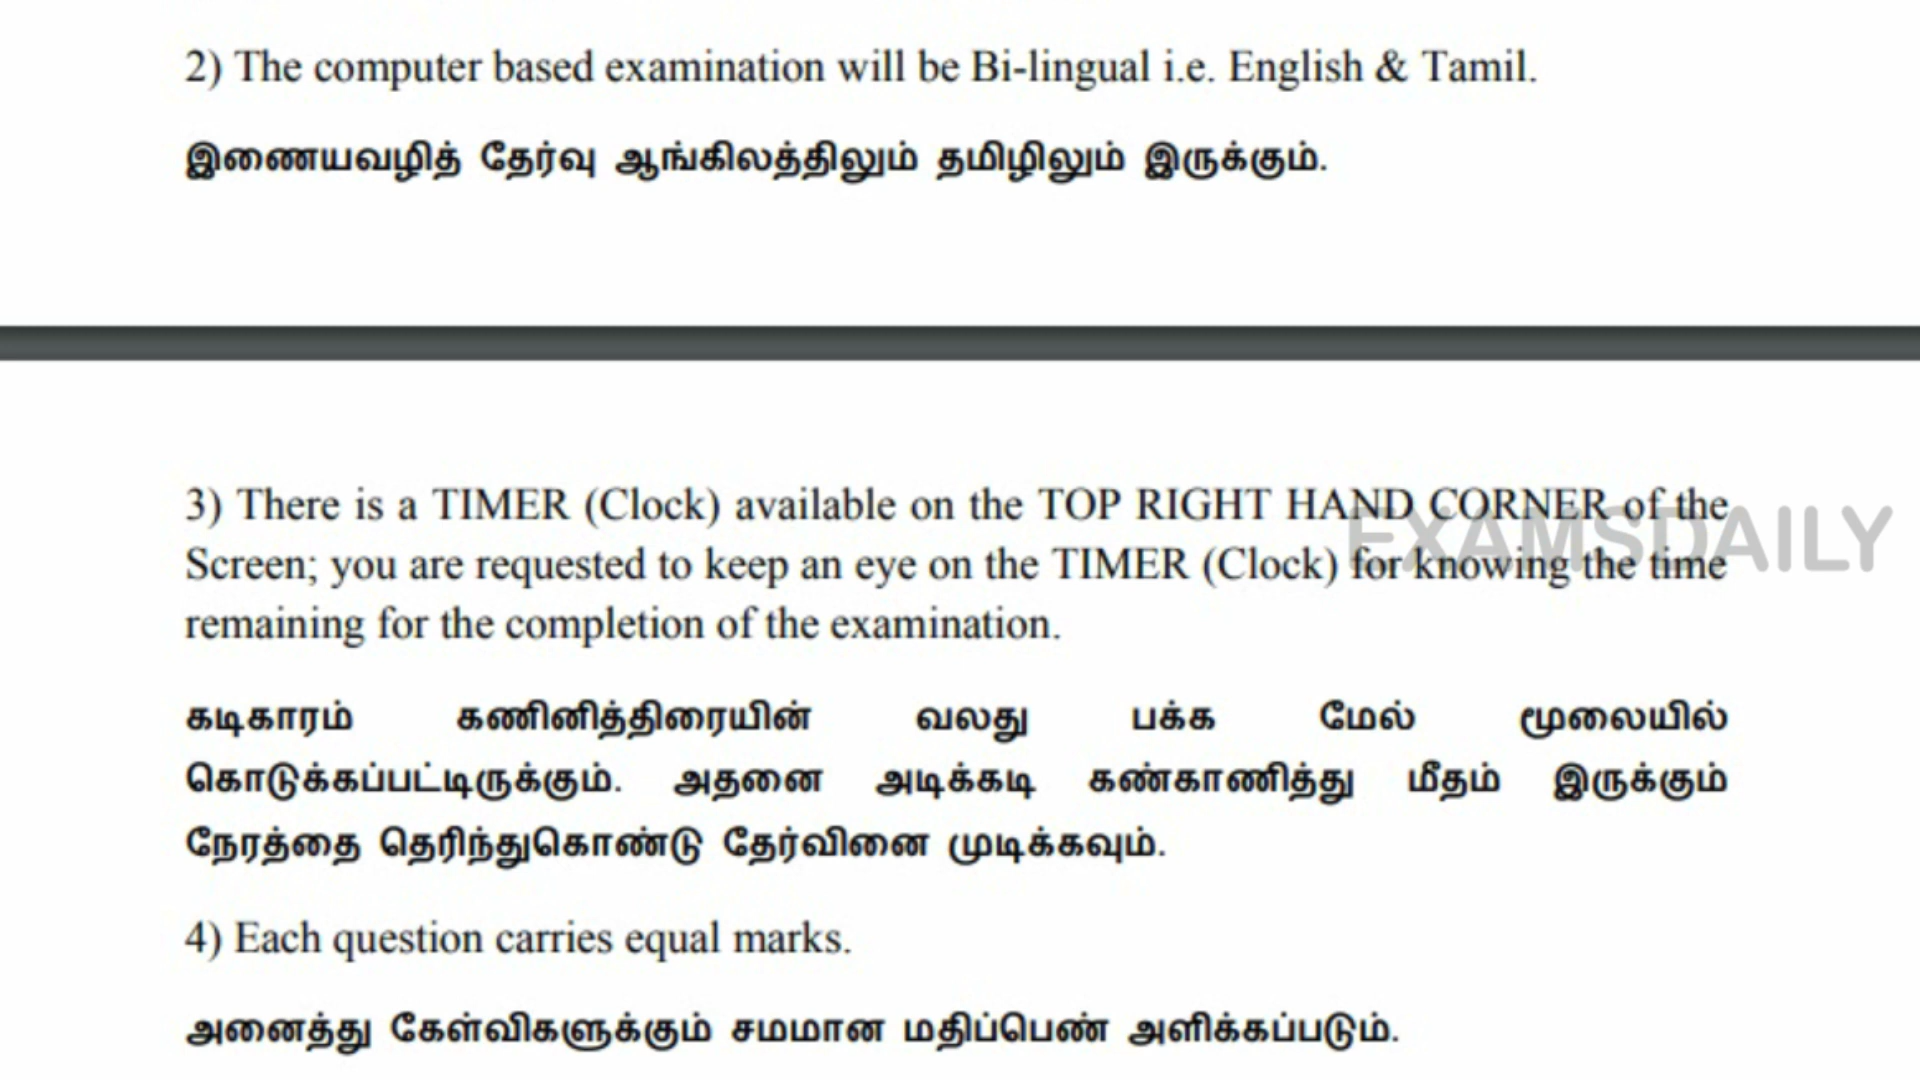 2) The computer based examination will be Bi-lingual i.e. English & Tamil.
இணையவழித் தேர்வு ஆங்கிலத்திலும் தமிழிலும் இருக்கும்.
3) There is a TIMER (Clock) available on the TOP RIGHT HAND CORNER of the
Screen; you are requested to keep an eye on the TIMER (Clock) for knowing the time
remaining for the completion of the examination.
EXAMSDAILY
கடிகாரம் கணினித்திரையின் வலது பக்க மேல் மூலையில்
கொடுக்கப்பட்டிருக்கும். அதனை அடிக்கடி கண்காணித்து மீதம் இருக்கும்
நேரத்தை தெரிந்துகொண்டு தேர்வினை முடிக்கவும்.
4) Each question carries equal marks.
அனைத்து கேள்விகளுக்கும் சமமான மதிப்பெண் அளிக்கப்படும்.